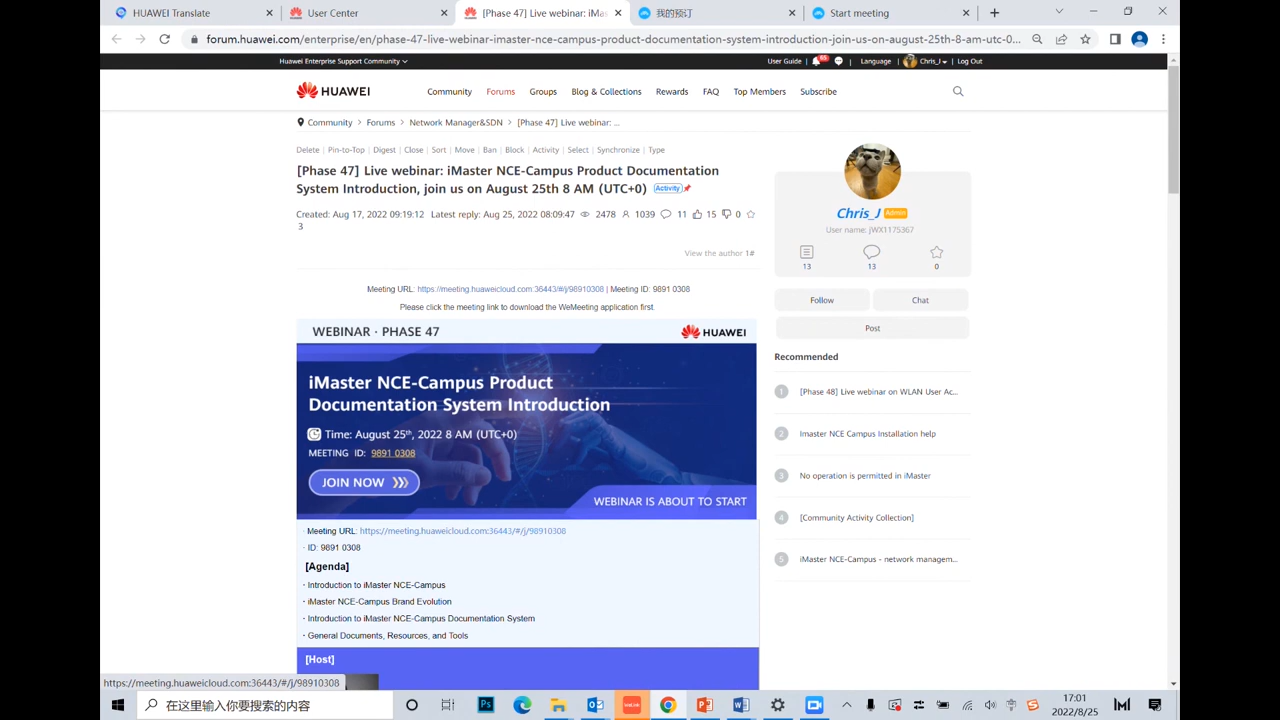 HUAWEI Translate
User Center
[Phase 47] Live webinar: iMas
我的预订
Start meeting
forum.huawei.com/enterprise/en/phase-47-live-webinar-imaster-nce-campus-product-documentation-system-introduction-join-us-on-august-25th-8-am-utc-0...
Huawei Enterprise Support Community
User Guide | | Language | Chris_J | Log Out
HUAWEI
Community Forums Groups Blog & Collections Rewards FAQ Top Members Subscribe
Community > Forums > Network Manager&SDN > [Phase 47] Live webinar: ...
Delete | Pin-to-Top | Digest | Close | Sort | Move | Ban | Block | Activity | Select | Synchronize | Type
[Phase 47] Live webinar: iMaster NCE-Campus Product Documentation
System Introduction, join us on August 25th 8 AM (UTC+0) Activity
Created: Aug 17, 2022 09:19:12 Latest reply: Aug 25, 2022 08:09:47 2478 1039 11 15 0
3
View the author 1#
Meeting URL: https://meeting.huaweicloud.com:36443/#/j/98910308 | Meeting ID: 9891 0308
Please click the meeting link to download the WeMeeting application first.
WEBINAR · PHASE 47
HUAWEI
iMaster NCE-Campus Product
Documentation System Introduction
Time: August 25th, 2022 8 AM (UTC+0)
MEETING ID: 9891 0308
JOIN NOW
WEBINAR IS ABOUT TO START
· Meeting URL: https://meeting.huaweicloud.com:36443/#/j/98910308
· ID: 9891 0308
[Agenda]
· Introduction to iMaster NCE-Campus
· iMaster NCE-Campus Brand Evolution
· Introduction to iMaster NCE-Campus Documentation System
· General Documents, Resources, and Tools
[Host]
Chris_J Admin
User name: jWX1175367
13 13 0
Follow Chat
Post
Recommended
1 [Phase 48] Live webinar on WLAN User Ac...
2 Imaster NCE Campus Installation help
3 No operation is permitted in iMaster
4 [Community Activity Collection]
5 iMaster NCE-Campus - network managem...
https://meeting.huaweicloud.com:36443/#/j/98910308
在这里输入你要搜索的内容
17:01
2022/8/25